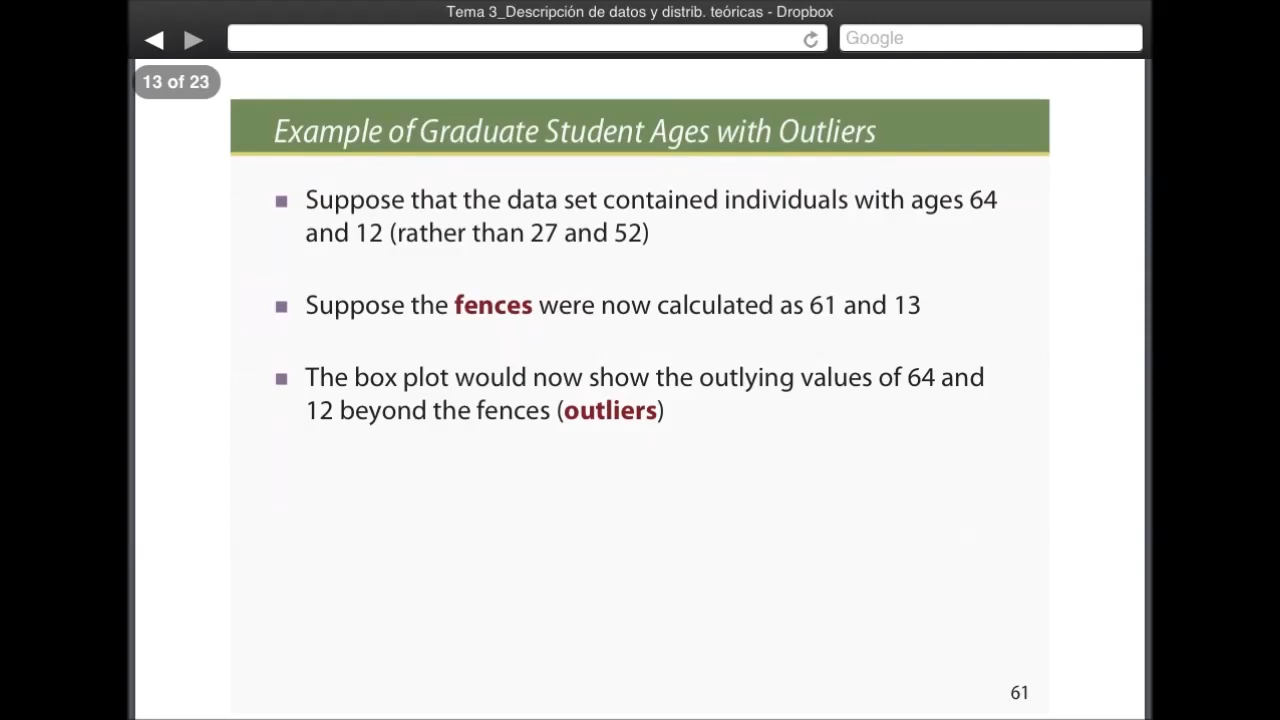 Tema 3_Descripción de datos y distrib. teóricas - Dropbox
Google
13 of 23
Example of Graduate Student Ages with Outliers
Suppose that the data set contained individuals with ages 64
and 12 (rather than 27 and 52)
Suppose the fences were now calculated as 61 and 13
The box plot would now show the outlying values of 64 and
12 beyond the fences (outliers)
61